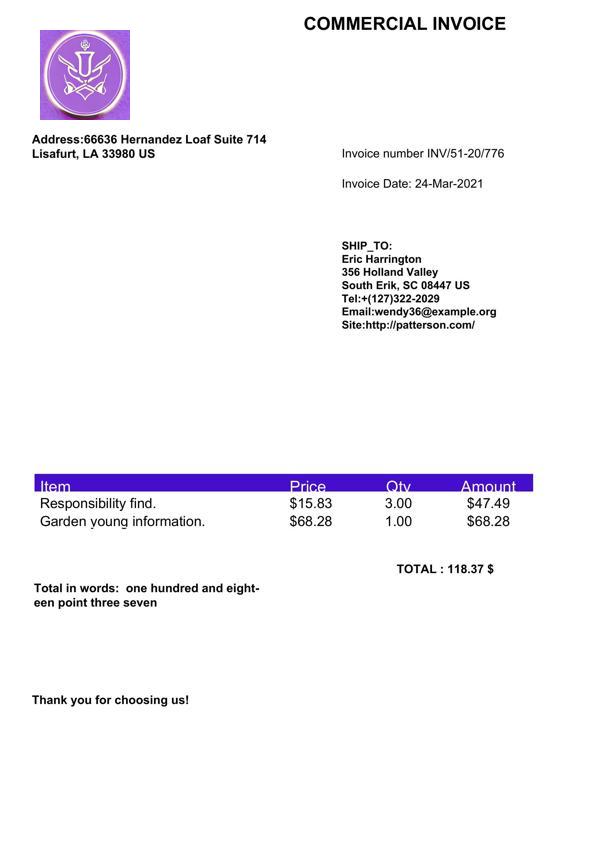 COMMERCIAL INVOICE
Address:66636 Hernandez Loaf Suite 714
Lisafurt, LA 33980 US
Invoice number INV/51-20/776
Invoice Date: 24-Mar-2021
SHIP_TO:
Eric Harrington
356 Holland Valley
South Erik, SC 08447 US
Tel:+(127)322-2029
Email:wendy36@example.org
Site:http://patterson.com/
Item Price Qty Amount
Responsibility find. $15.83 3.00 $47.49
Garden young information. $68.28 1.00 $68.28
TOTAL : 118.37 $
Total in words: one hundred and eight-
een point three seven
Thank you for choosing us!